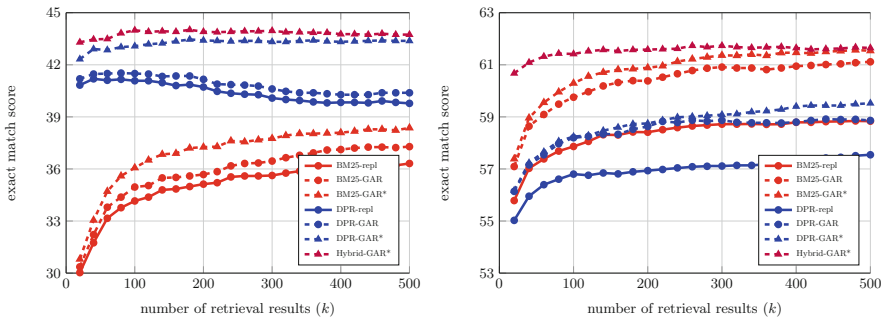 45
42
39
36
33
30
0
100
200
300
400
500
exact match score
number of retrieval results (k)
BM25-repl
BM25-GAR
BM25-GAR*
DPR-repl
DPR-GAR
DPR-GAR*
Hybrid-GAR*
63
61
59
57
55
53
0
100
200
300
400
500
exact match score
number of retrieval results (k)
BM25-repl
BM25-GAR
BM25-GAR*
DPR-repl
DPR-GAR
DPR-GAR*
Hybrid-GAR*